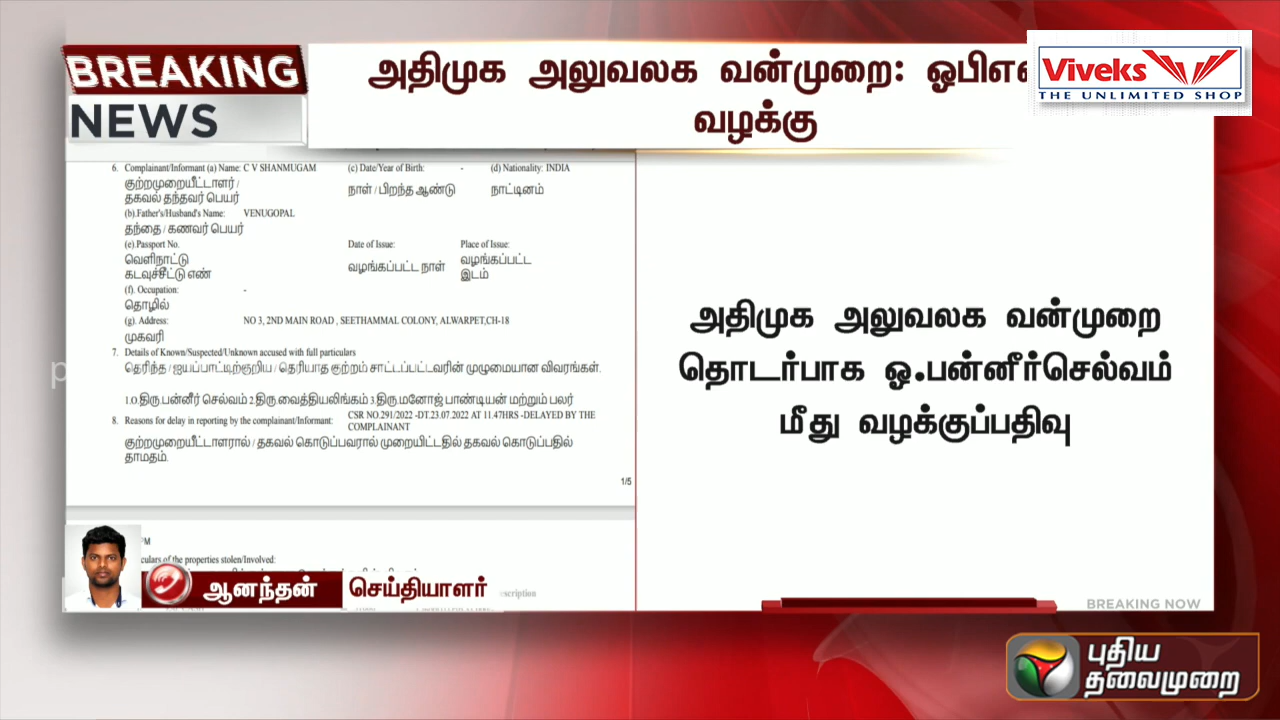 BREAKING
NEWS
அதிமுக அலுவலக வன்முறை:
வழக்கு
Viveks
THE UNLIMITED SHOP
6. Complainant/Informant (a) Name: C V SHANMUGAM (c) Date/Year of Birth: - (d) Nationality: INDIA
குற்றமுறையீட்டாளர் / நாள் / பிறந்த ஆண்டு நாட்டினம்
தகவல் தந்தவர் பெயர்
(b).Father's/Husband's Name: VENUGOPAL
தந்தை / கணவர் பெயர்
(e).Passport No. Date of Issue: Place of Issue:
வெளிநாட்டு வழங்கப்பட்ட நாள் வழங்கப்பட்ட
கடவுச்சீட்டு எண் இடம்
(f). Occupation: -
தொழில்
(g). Address: NO 3, 2ND MAIN ROAD , SEETHAMMAL COLONY, ALWARPET,CH-18
முகவரி
7. Details of Known/Suspected/Unknown accused with full particulars
தெரிந்த / ஐயப்பாட்டிற்குரிய / தெரியாத குற்றம் சாட்டப்பட்டவரின் முழுமையான விவரங்கள்.
1.O.திரு.பன்னீர் செல்வம் 2.திரு.வைத்தியலிங்கம் 3.திரு.மனோஜ் பாண்டியன் மற்றும் பலர்
8. Reasons for delay in reporting by the complainant/Informant: CSR NO.291/2022 -DT.23.07.2022 AT 11.47HRS -DELAYED BY THE
COMPLAINANT
குற்றமுறையீட்டாளரால் / தகவல் கொடுப்பவரால் முறையிட்டதில் தகவல் கொடுப்பதில்
தாமதம்.
1/5
அதிமுக அலுவலக வன்முறை
தொடர்பாக ஓ.பன்னீர்செல்வம்
மீது வழக்குப்பதிவு
PM
culars of the properties stolen/Involved:
ஆனந்தன் செய்தியாளர்
BREAKING NOW
புதிய
தலைமுறை